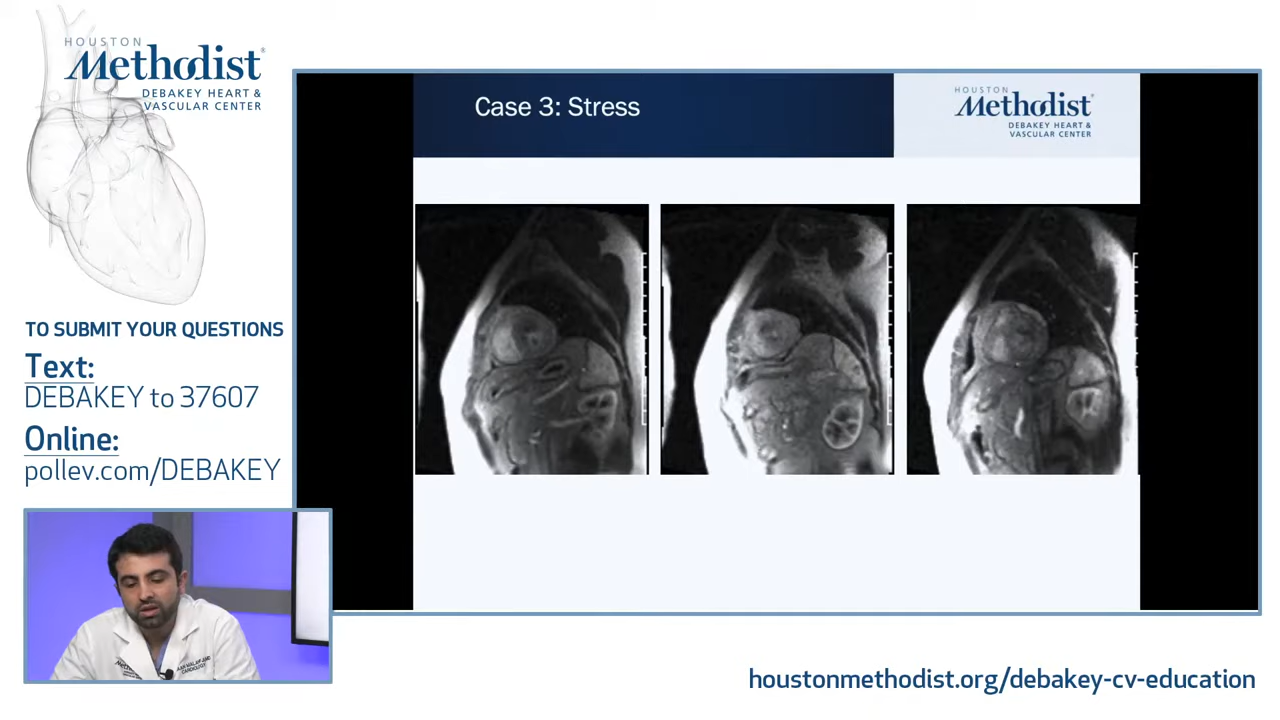 HOUSTON
Methodist®
DEBAKEY HEART &
VASCULAR CENTER
TO SUBMIT YOUR QUESTIONS
Text:
DEBAKEY to 37607
Online:
pollev.com/DEBAKEY
Case 3: Stress
HOUSTON
Methodist®
DEBAKEY HEART &
VASCULAR CENTER
CARDIOLOGY
houstonmethodist.org/debakey-cv-education